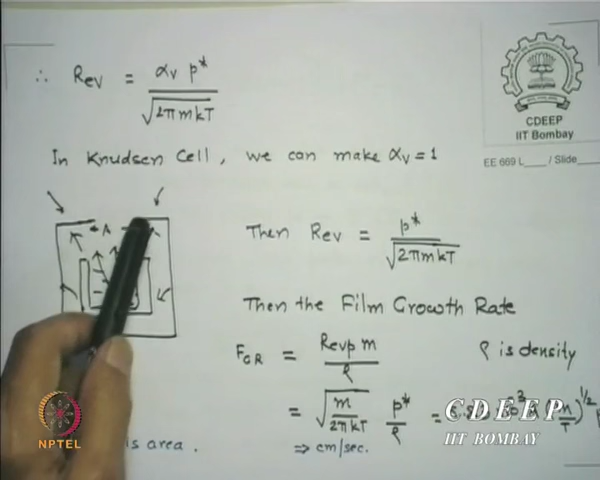 ∴ Rev = αv p* / √2πmkT
CDEEP
IIT Bombay
EE 669 L____ / Slide____
In Knudsen Cell, we can make αv = 1
A
Then Rev = p* / √2πmkT
Then the Film Growth Rate
FGR = Revp m / ρ
ρ is density
= √m/2πkT p*/ρ =
CDEEP
IIT BOMBAY
⇒ cm/sec.
is area.
NPTEL